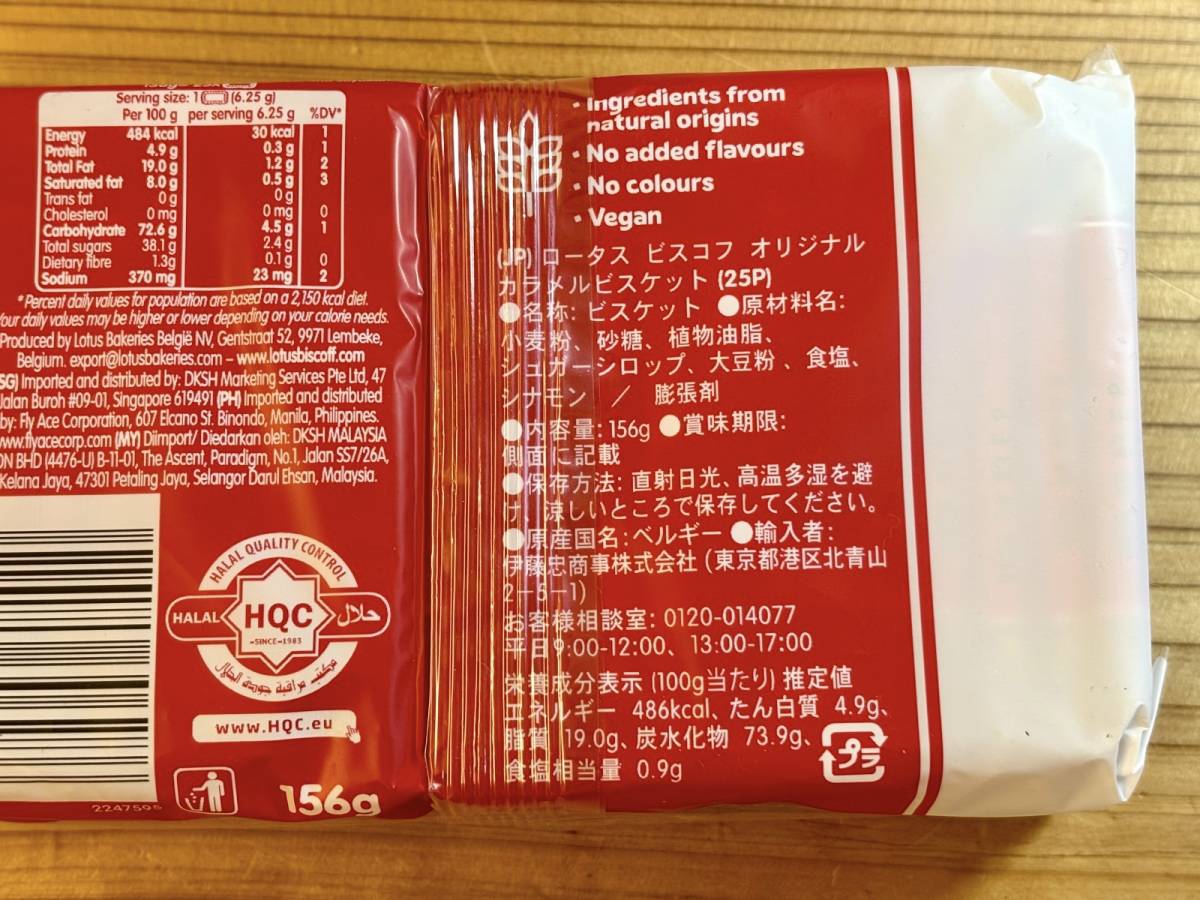 Serving size: 1 (6.25 g)
Per 100 g per serving 6.25 g %DV*
Energy 484 kcal 30 kcal 1
Protein 4.9 g 0.3 g 1
Total Fat 19.0 g 1.2 g 2
Saturated fat 8.0 g 0.5 g 3
Trans fat 0 g 0 g
Cholesterol 0 mg 0 mg 0
Carbohydrate 72.6 g 4.5 g 1
Total sugars 38.1 g 2.4 g
Dietary fibre 1.3g 0.1 g 0
Sodium 370 mg 23 mg 2
*Percent daily values for population are based on a 2,150 kcal diet.
Your daily values may be higher or lower depending on your calorie needs.
Produced by Lotus Bakeries België NV, Gentstraat 52, 9971 Lembeke,
Belgium. export@lotusbakeries.com – www.lotusbiscoff.com
SG) Imported and distributed by: DKSH Marketing Services Pte Ltd, 47
Jalan Buroh #09-01, Singapore 619491 (PH) Imported and distributed
by: Fly Ace Corporation, 607 Elcano St. Binondo, Manila, Philippines.
www.flyacecorp.com (MY) Diimport/ Diedarkan oleh: DKSH MALAYSIA
DN BHD (4476-U) B-11-01, The Ascent, Paradigm, No.1, Jalan SS7/26A,
Kelana Jaya, 47301 Petaling Jaya, Selangor Darul Ehsan, Malaysia.
HALAL QUALITY CONTROL
HALAL HQC حلال
-SINCE-1983
مكتب مراقبة جودة الحلال
www.HQC.eu
2247595
156g
• Ingredients from
natural origins
• No added flavours
• No colours
• Vegan
(JP) ロータス ビスコフ オリジナル
カラメルビスケット (25P)
●名称: ビスケット ●原材料名:
小麦粉、砂糖、植物油脂、
シュガーシロップ、大豆粉、食塩、
シナモン / 膨張剤
●内容量: 156g ●賞味期限:
側面に記載
●保存方法: 直射日光、高温多湿を避
け 涼しいところで保存してください。
●原産国名:ベルギー ●輸入者:
伊藤忠商事株式会社 (東京都港区北青山
2-5-1)
お客様相談室: 0120-014077
平日9:00-12:00、13:00-17:00
栄養成分表示 (100g当たり) 推定値
エネルギー 486kcal、たん白質 4.9g、
脂質 19.0g、炭水化物 73.9g、
食塩相当量 0.9g
プラ